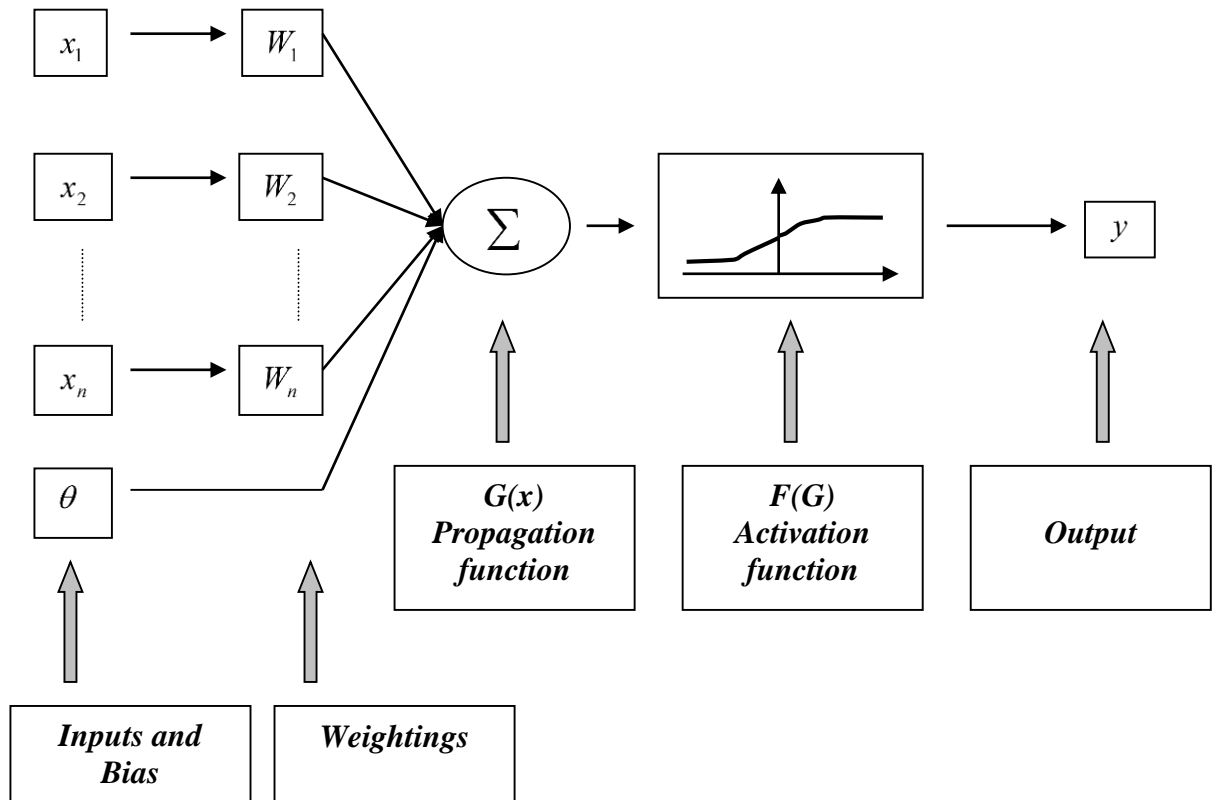 x₁ W₁
x₂ W₂
Σ
y
xₙ Wₙ
θ
G(x)
Propagation
function
F(G)
Activation
function
Output
Inputs and
Bias
Weightings